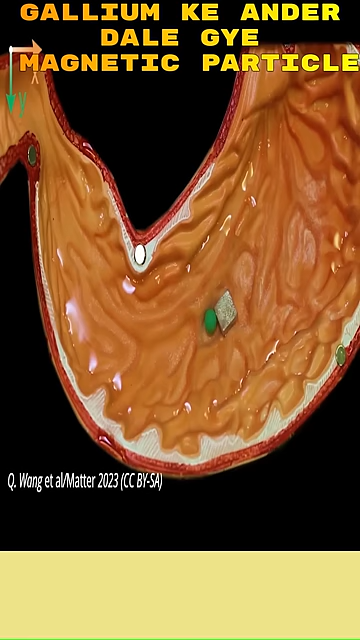 GALLIUM KE ANDER
DALE GYE
MAGNETIC PARTICLE
x
y
Q. Wang et al/Matter 2023 (CC BY-SA)